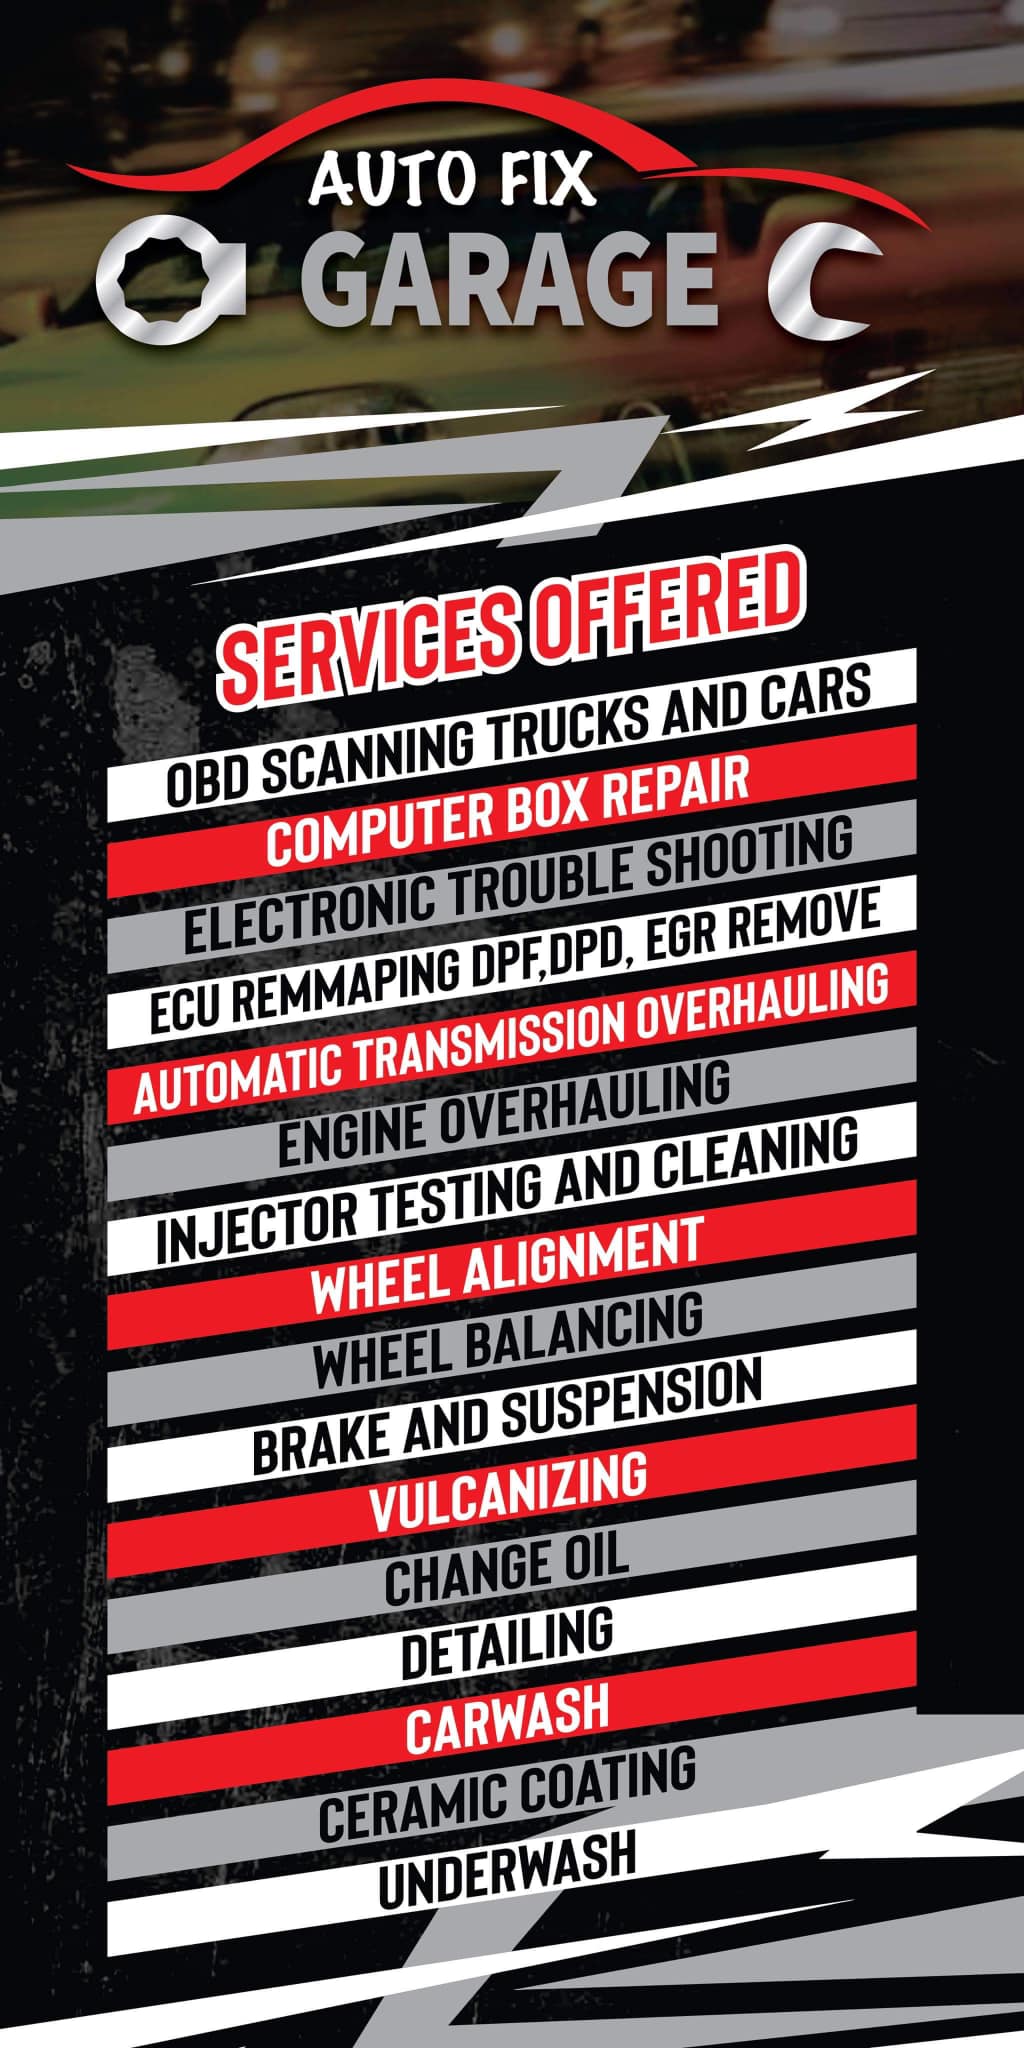 AUTO FIX
GARAGE
SERVICES OFFERED
OBD SCANNING TRUCKS AND CARS
COMPUTER BOX REPAIR
ELECTRONIC TROUBLE SHOOTING
ECU REMMAPING DPF,DPD, EGR REMOVE
AUTOMATIC TRANSMISSION OVERHAULING
ENGINE OVERHAULING
INJECTOR TESTING AND CLEANING
WHEEL ALIGNMENT
WHEEL BALANCING
BRAKE AND SUSPENSION
VULCANIZING
CHANGE OIL
DETAILING
CARWASH
CERAMIC COATING
UNDERWASH